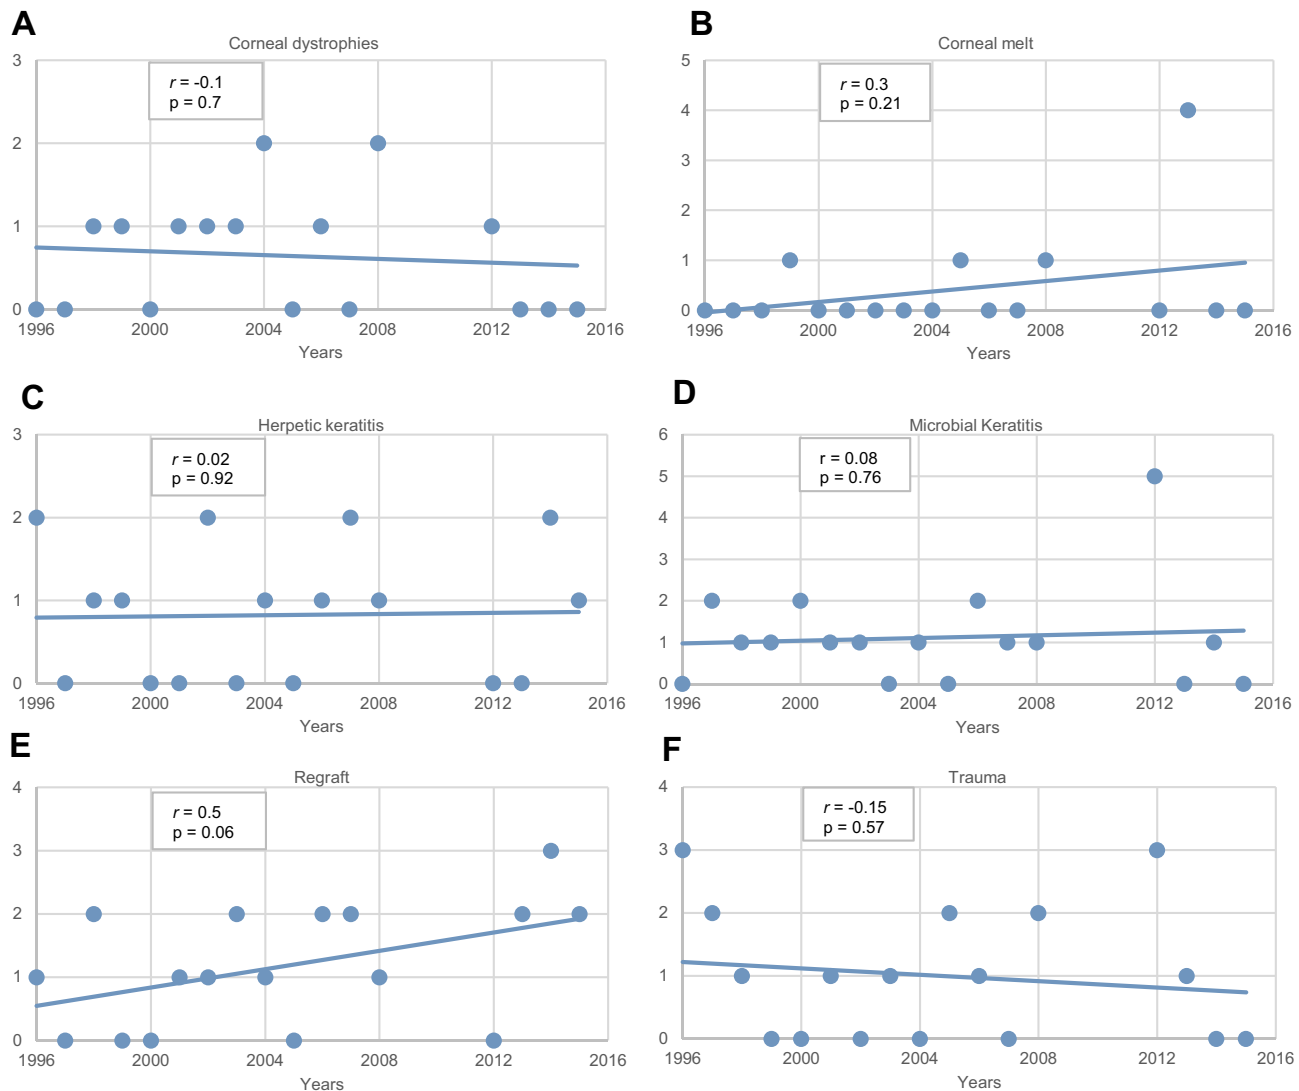 A
Corneal dystrophies
r = -0.1
p = 0.7
3
2
1
0
1996 2000 2004 2008 2012 2016
Years
B
Corneal melt
r = 0.3
p = 0.21
5
4
3
2
1
0
1996 2000 2004 2008 2012 2016
Years
C
Herpetic keratitis
r = 0.02
p = 0.92
3
2
1
0
1996 2000 2004 2008 2012 2016
Years
D
Microbial Keratitis
r = 0.08
p = 0.76
6
5
4
3
2
1
0
1996 2000 2004 2008 2012 2016
Years
E
Regraft
r = 0.5
p = 0.06
4
3
2
1
0
1996 2000 2004 2008 2012 2016
Years
F
Trauma
r = -0.15
p = 0.57
4
3
2
1
0
1996 2000 2004 2008 2012 2016
Years